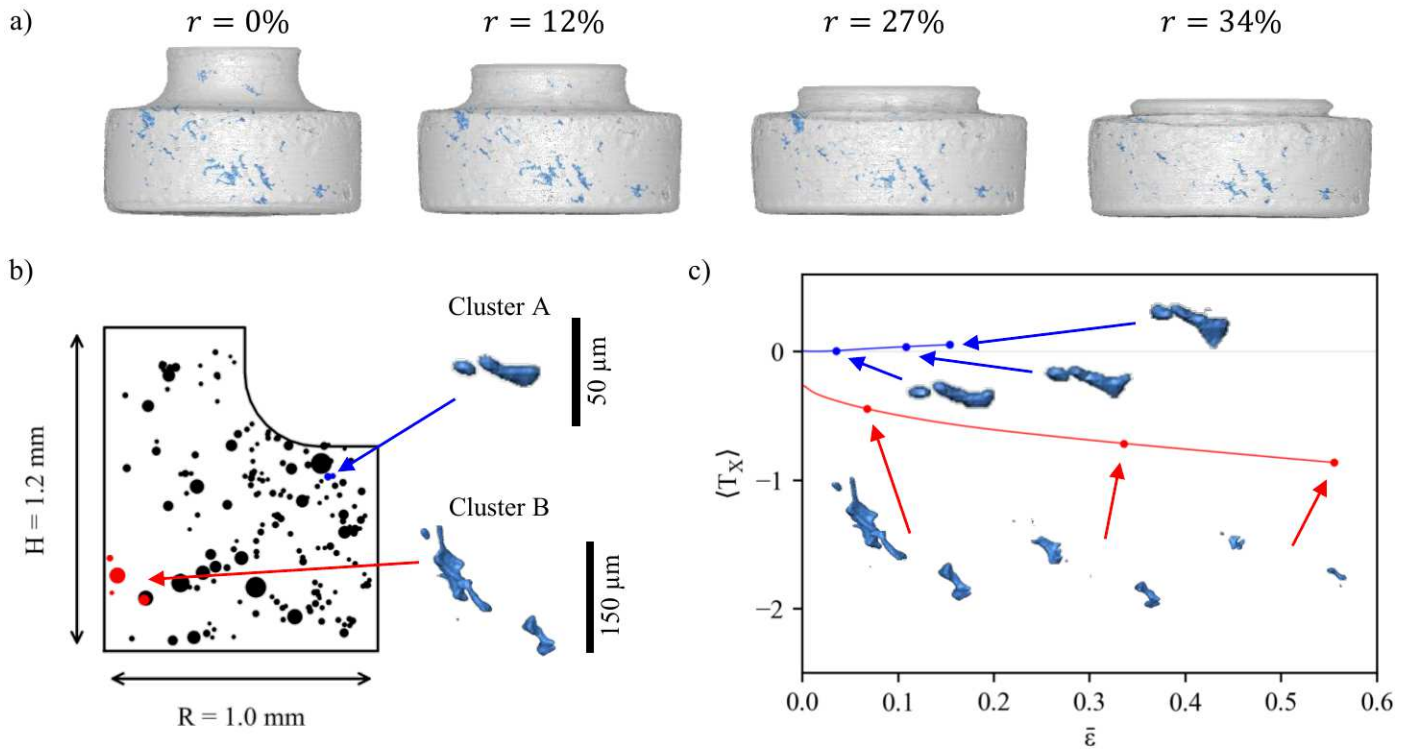 a)
r = 0%
r = 12%
r = 27%
r = 34%
b)
Cluster A
50 μm
H = 1.2 mm
Cluster B
150 μm
R = 1.0 mm
c)
0
−1
−2
⟨T_X⟩
0.0 0.1 0.2 0.3 0.4 0.5 0.6
ε̄